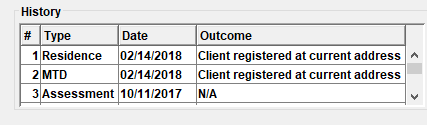 History
# Type Date Outcome
1 Residence 02/14/2018 Client registered at current address
2 MTD 02/14/2018 Client registered at current address
3 Assessment 10/11/2017 N/A